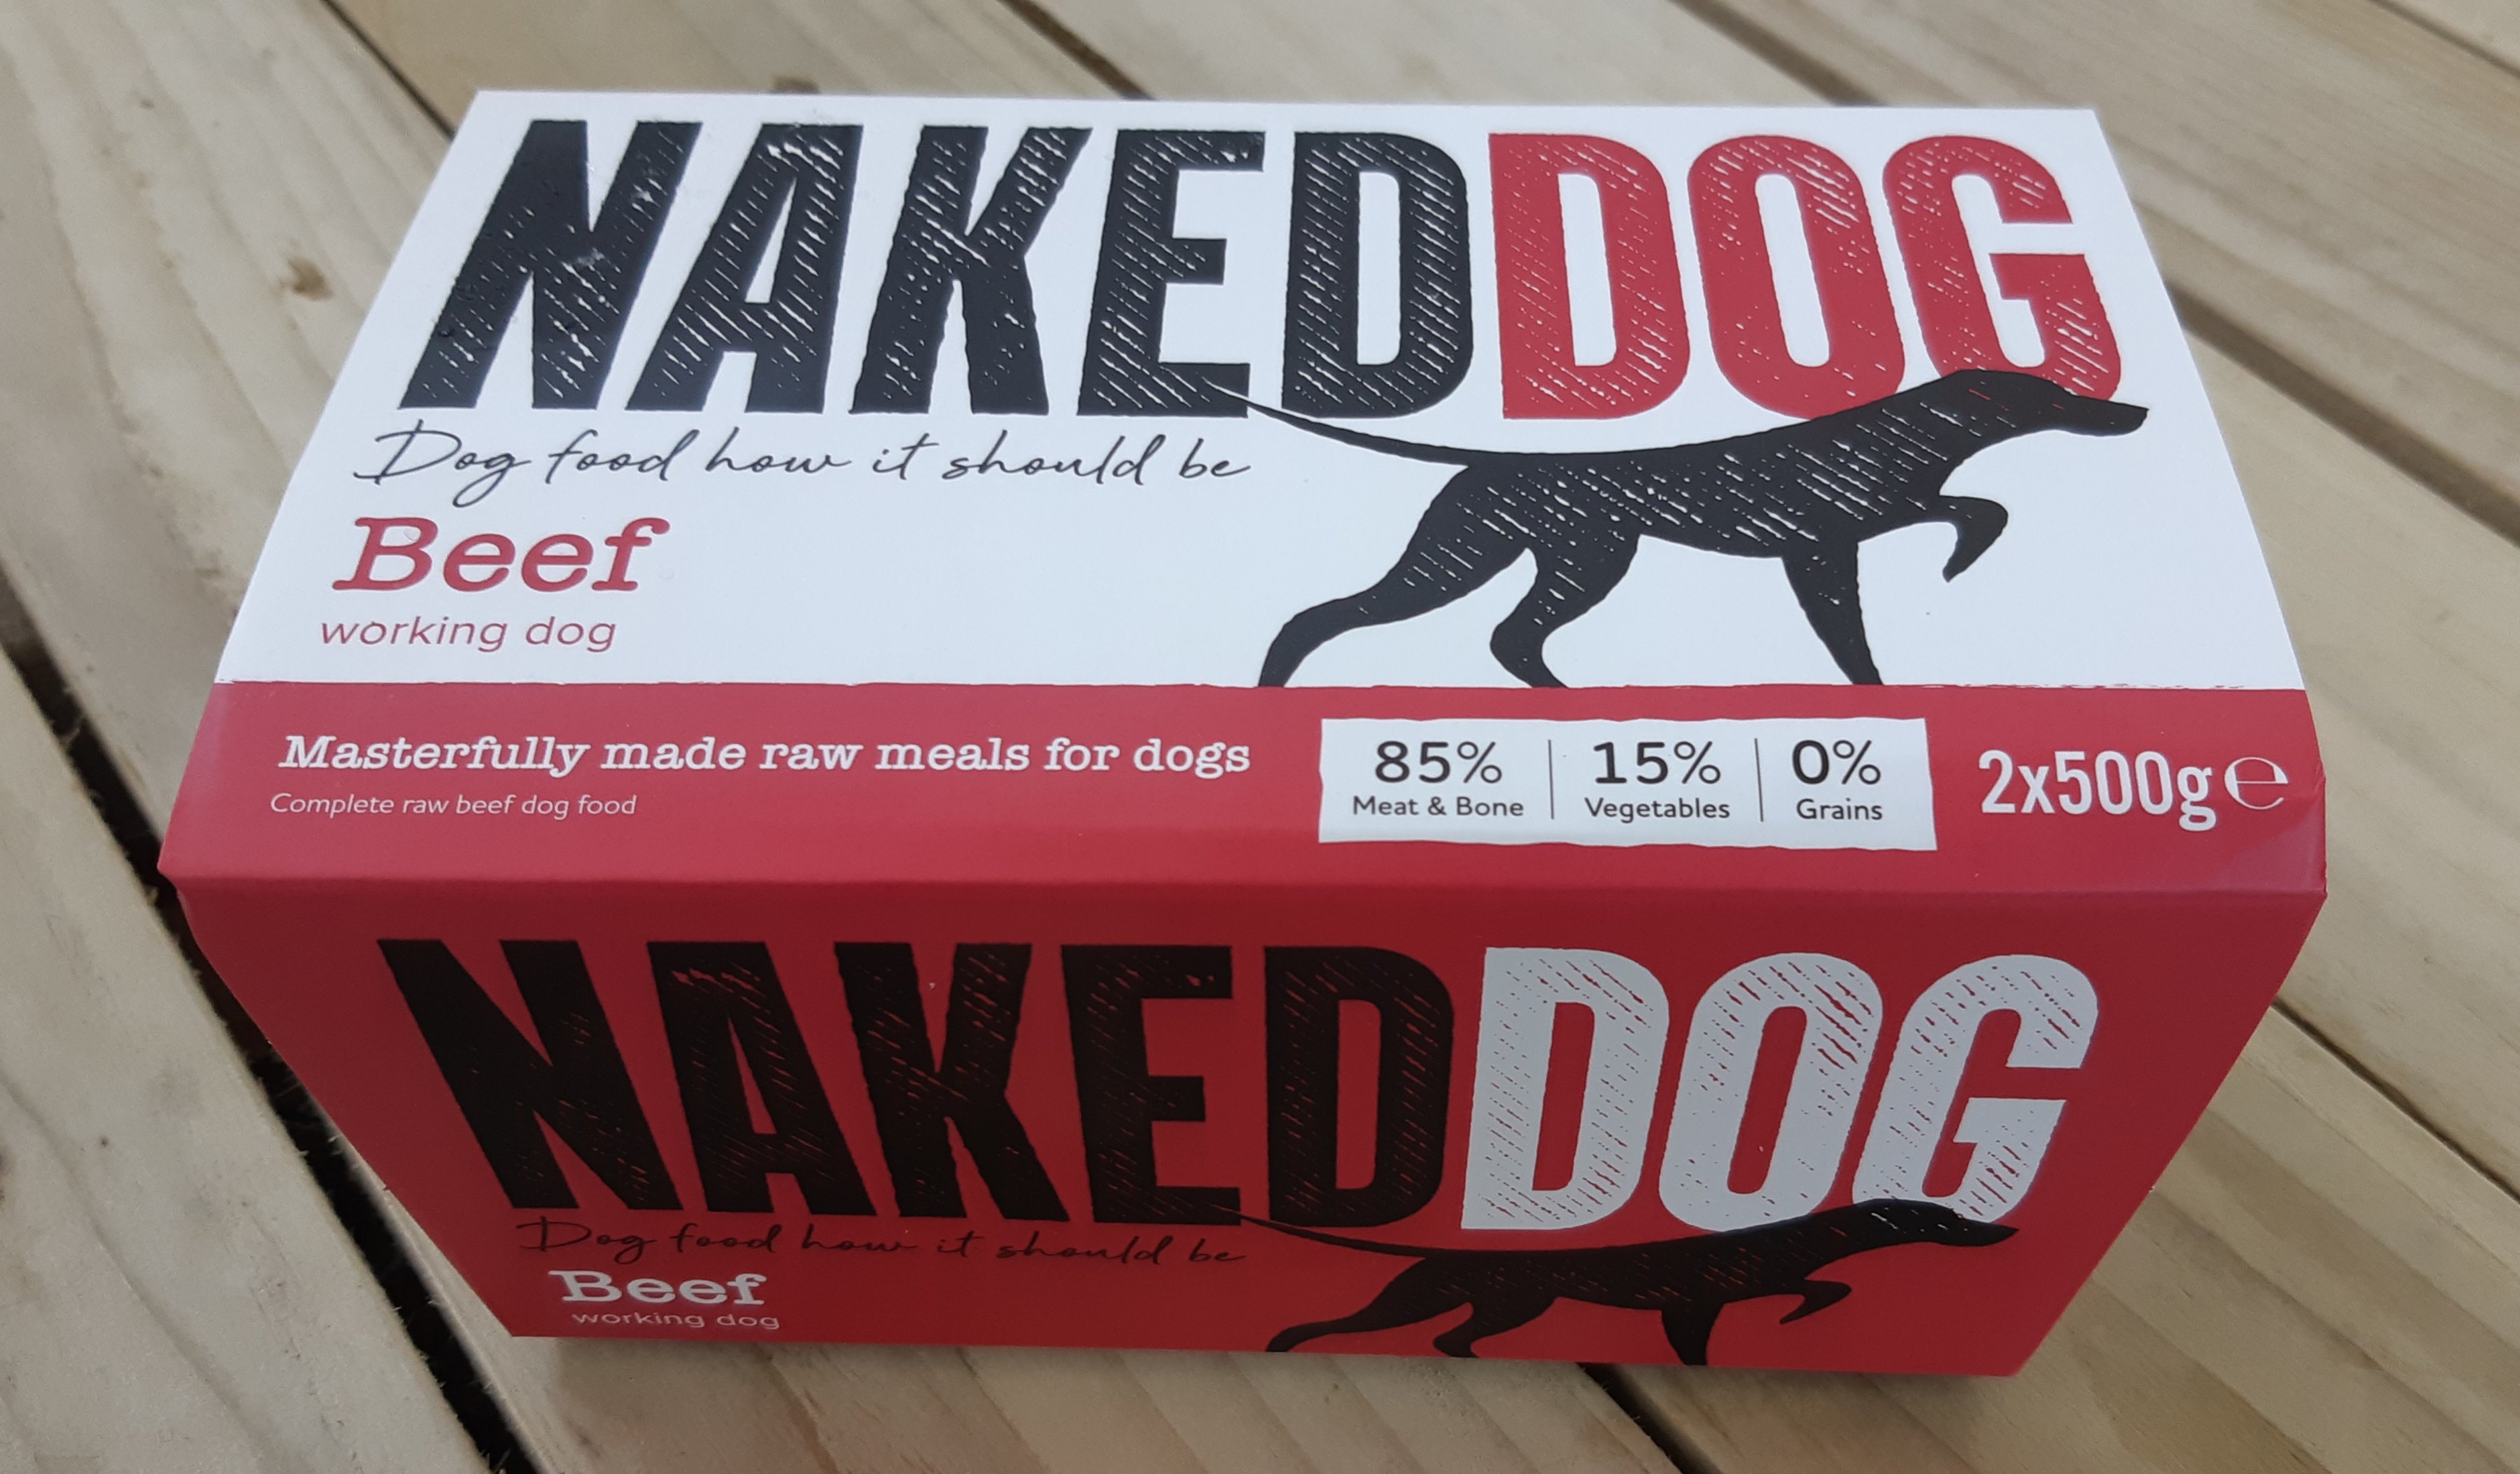 NAKEDDOG
Dog food how it should be
Beef
working dog
Masterfully made raw meals for dogs
Complete raw beef dog food
85% 15% 0%
Meat & Bone Vegetables Grains
2x500g℮
NAKEDDOG
Dog food how it should be
Beef
working dog